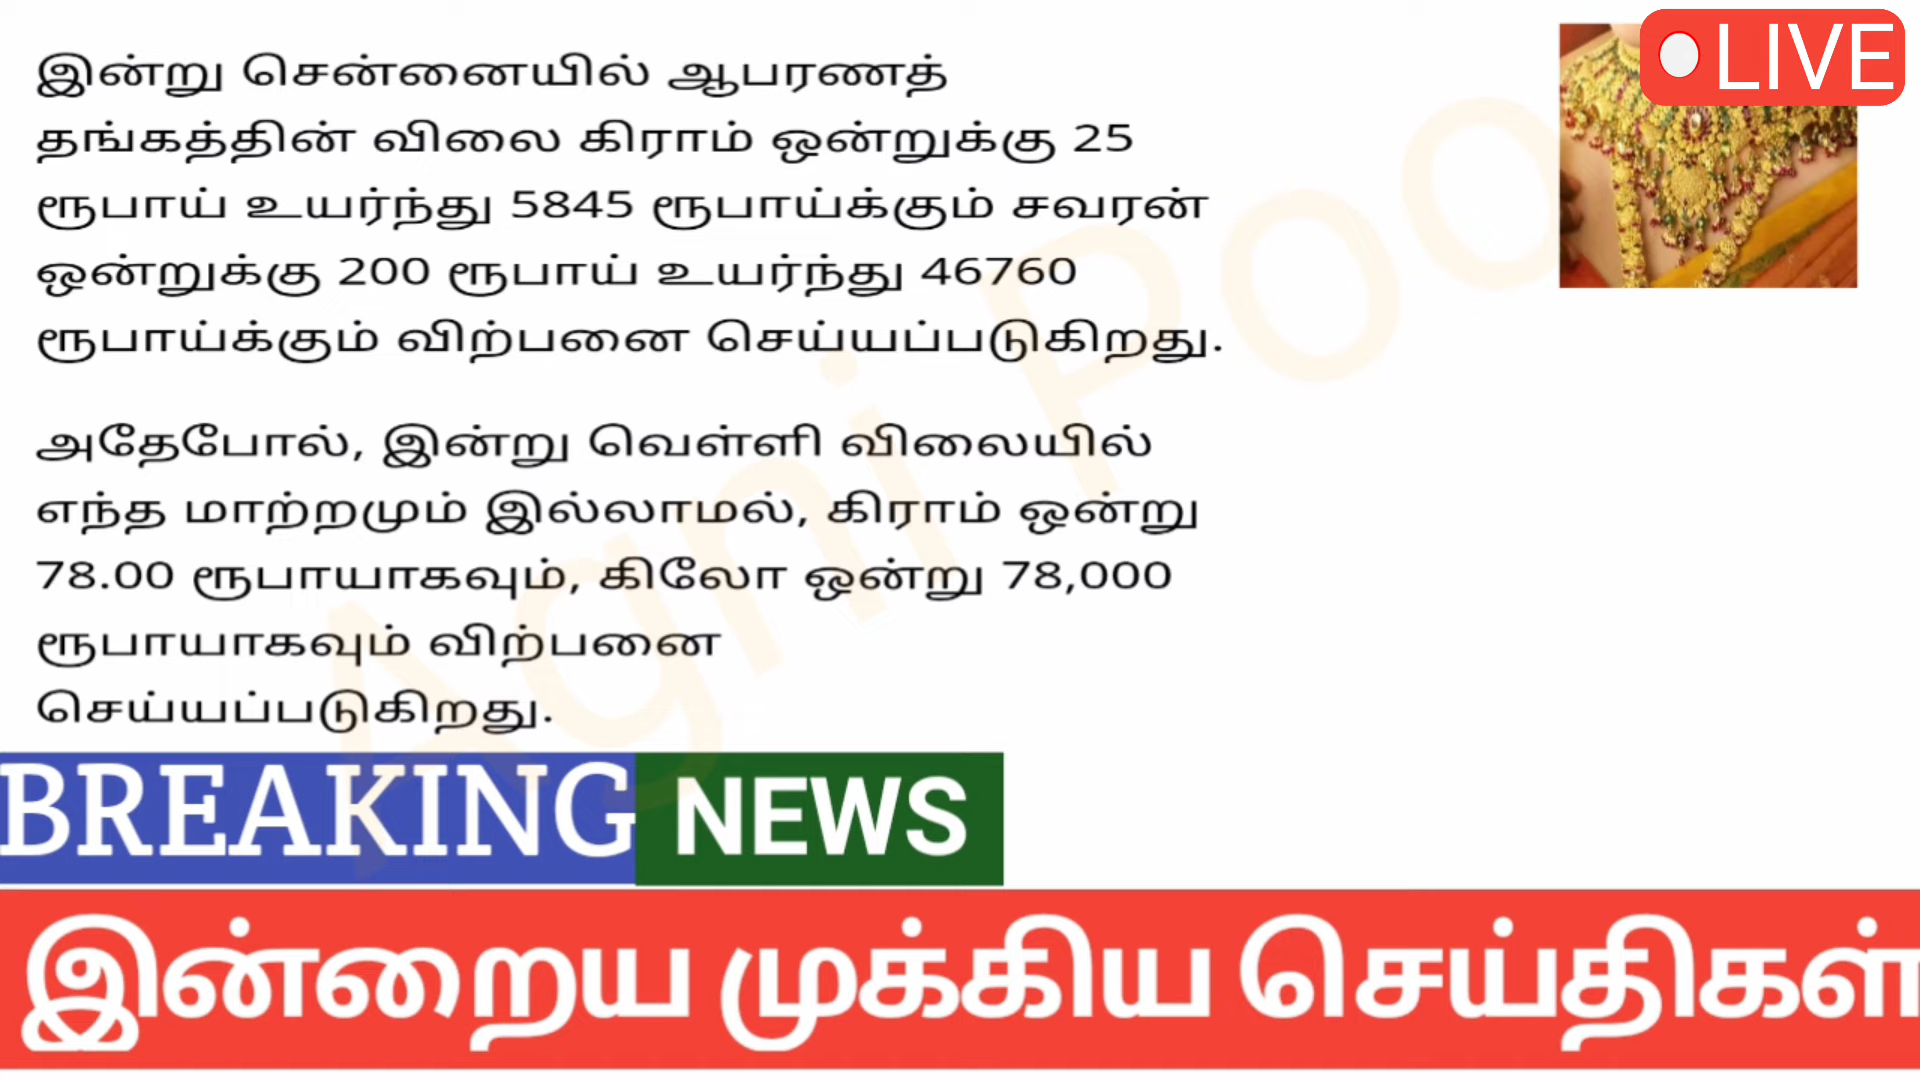 LIVE
இன்று சென்னையில் ஆபரணத்
தங்கத்தின் விலை கிராம் ஒன்றுக்கு 25
ரூபாய் உயர்ந்து 5845 ரூபாய்க்கும் சவரன்
ஒன்றுக்கு 200 ரூபாய் உயர்ந்து 46760
ரூபாய்க்கும் விற்பனை செய்யப்படுகிறது.
அதேபோல், இன்று வெள்ளி விலையில்
எந்த மாற்றமும் இல்லாமல், கிராம் ஒன்று
78.00 ரூபாயாகவும், கிலோ ஒன்று 78,000
ரூபாயாகவும் விற்பனை
செய்யப்படுகிறது.
Agni Poo
BREAKING NEWS
இன்றைய முக்கிய செய்திகள்